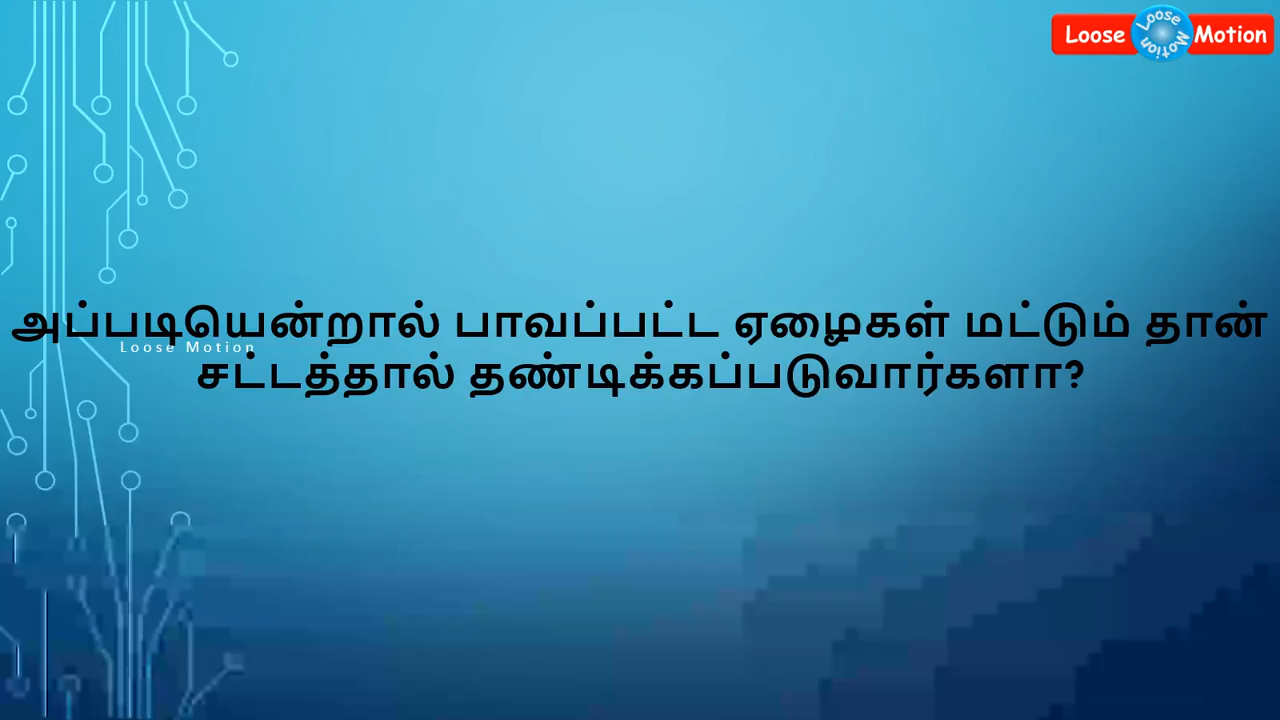 Loose Loose Motion Motion
அப்படியென்றால் பாவப்பட்ட ஏழைகள் மட்டும் தான்
Loose Motion
சட்டத்தால் தண்டிக்கப்படுவார்களா?